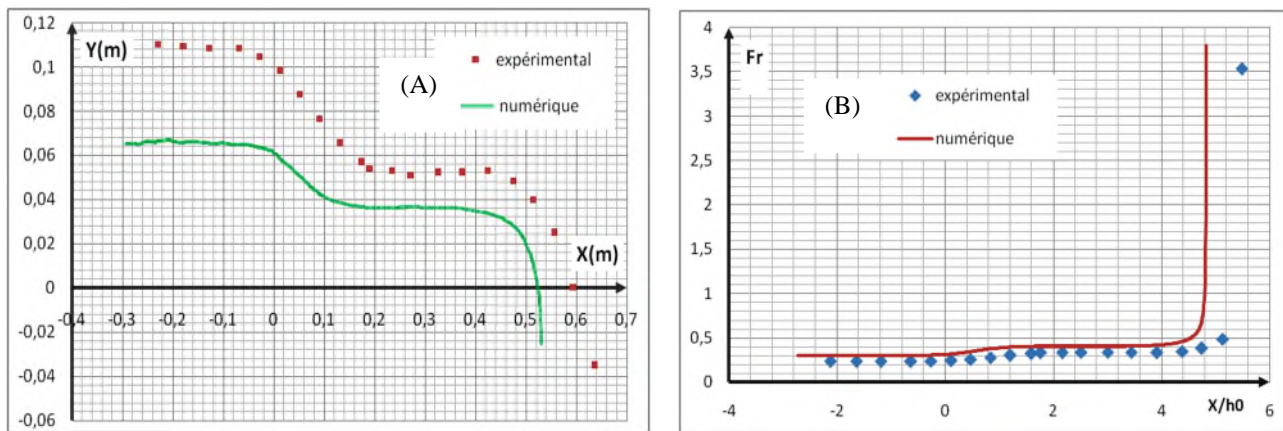 0,12
0,1
0,08
0,06
0,04
0,02
0
-0,02
-0,04
-0,06
Y(m)
(A)
expérimental
numérique
X(m)
-0,4 -0,3 -0,2 -0,1 0 0,1 0,2 0,3 0,4 0,5 0,6 0,7
4
3,5
3
2,5
2
1,5
1
0,5
0
Fr
(B)
expérimental
numérique
-4 -2 0 2 4 6
X/h0